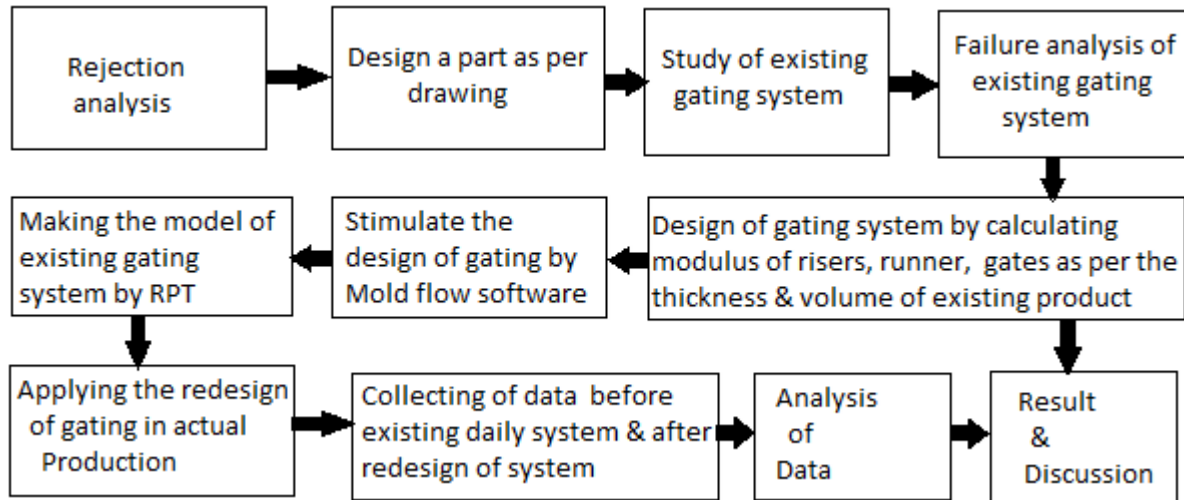 Rejection
analysis
Design a part as per
drawing
Study of existing
gating system
Failure analysis of
existing gating
system
Making the model of
existing gating
system by RPT
Stimulate the
design of gating by
Mold flow software
Design of gating system by calculating
modulus of risers, runner, gates as per the
thickness & volume of existing product
Applying the redesign
of gating in actual
Production
Collecting of data before
existing daily system & after
redesign of system
Analysis
of
Data
Result
&
Discussion